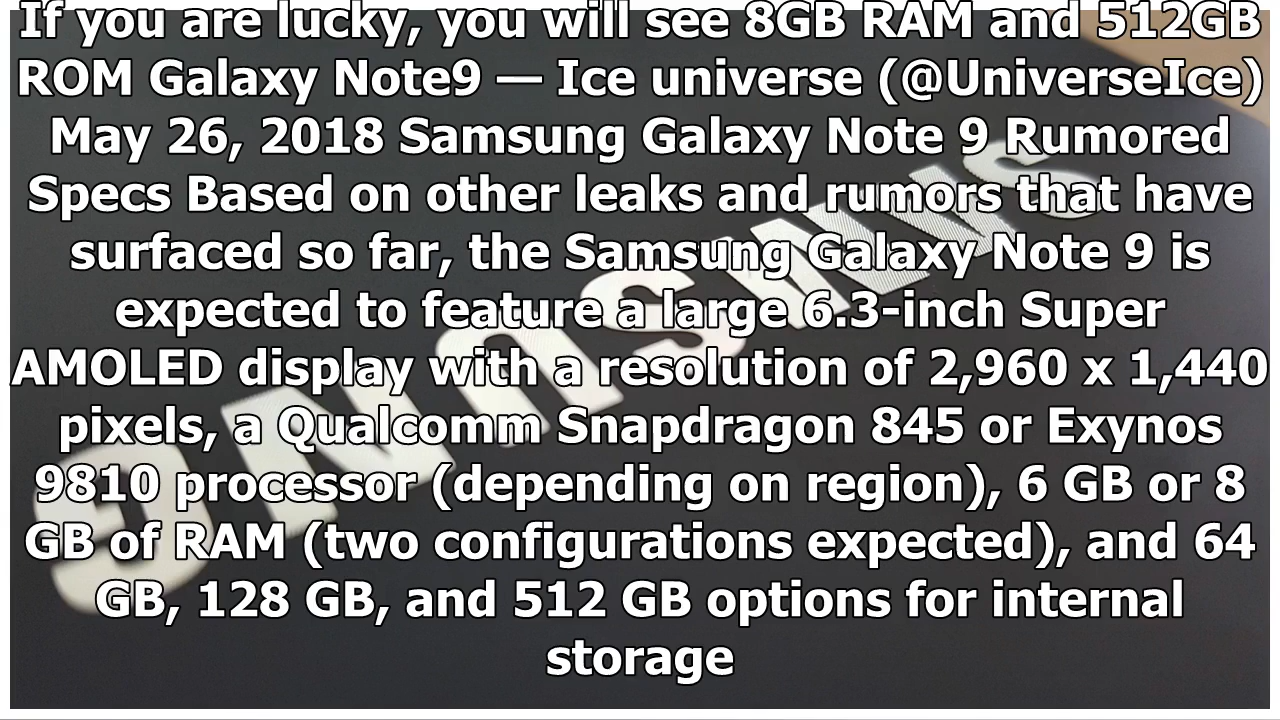 If you are lucky, you will see 8GB RAM and 512GB
ROM Galaxy Note9 — Ice universe (@UniverseIce)
May 26, 2018 Samsung Galaxy Note 9 Rumored
Specs Based on other leaks and rumors that have
surfaced so far, the Samsung Galaxy Note 9 is
expected to feature a large 6.3-inch Super
AMOLED display with a resolution of 2,960 x 1,440
pixels, a Qualcomm Snapdragon 845 or Exynos
9810 processor (depending on region), 6 GB or 8
GB of RAM (two configurations expected), and 64
GB, 128 GB, and 512 GB options for internal
storage
SAMSUNG